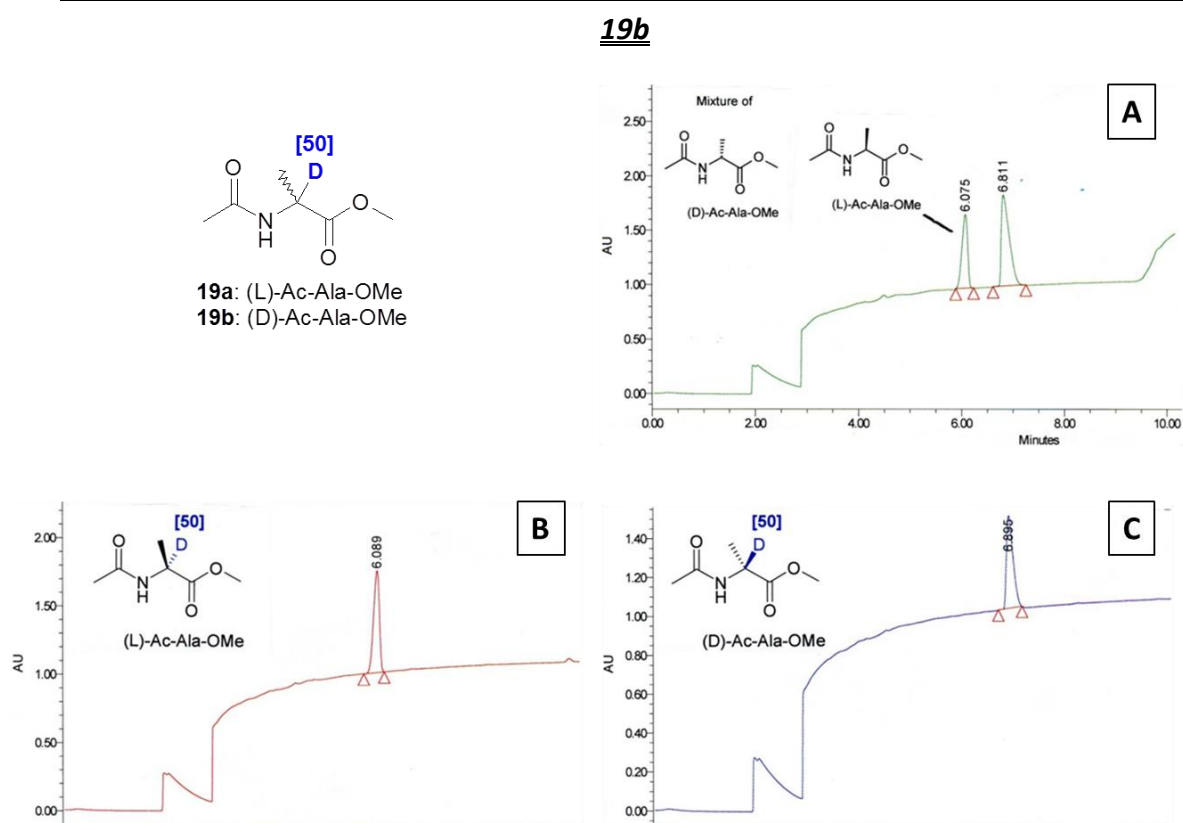 19b
[50]
D
O
N
H
O
O
19a: (L)-Ac-Ala-OMe
19b: (D)-Ac-Ala-OMe
A
Mixture of
O
N
H
O
O
(D)-Ac-Ala-OMe
O
N
H
O
O
(L)-Ac-Ala-OMe
6.075
6.811
AU
2.50
2.00
1.50
1.00
0.50
0.00
0.00 2.00 4.00 6.00 8.00 10.00
Minutes
B
[50]
D
O
N
H
O
O
(L)-Ac-Ala-OMe
6.089
AU
2.00
1.50
1.00
0.50
0.00
C
[50]
D
O
N
H
O
O
(D)-Ac-Ala-OMe
6.895
AU
1.40
1.20
1.00
0.80
0.60
0.40
0.20
0.00